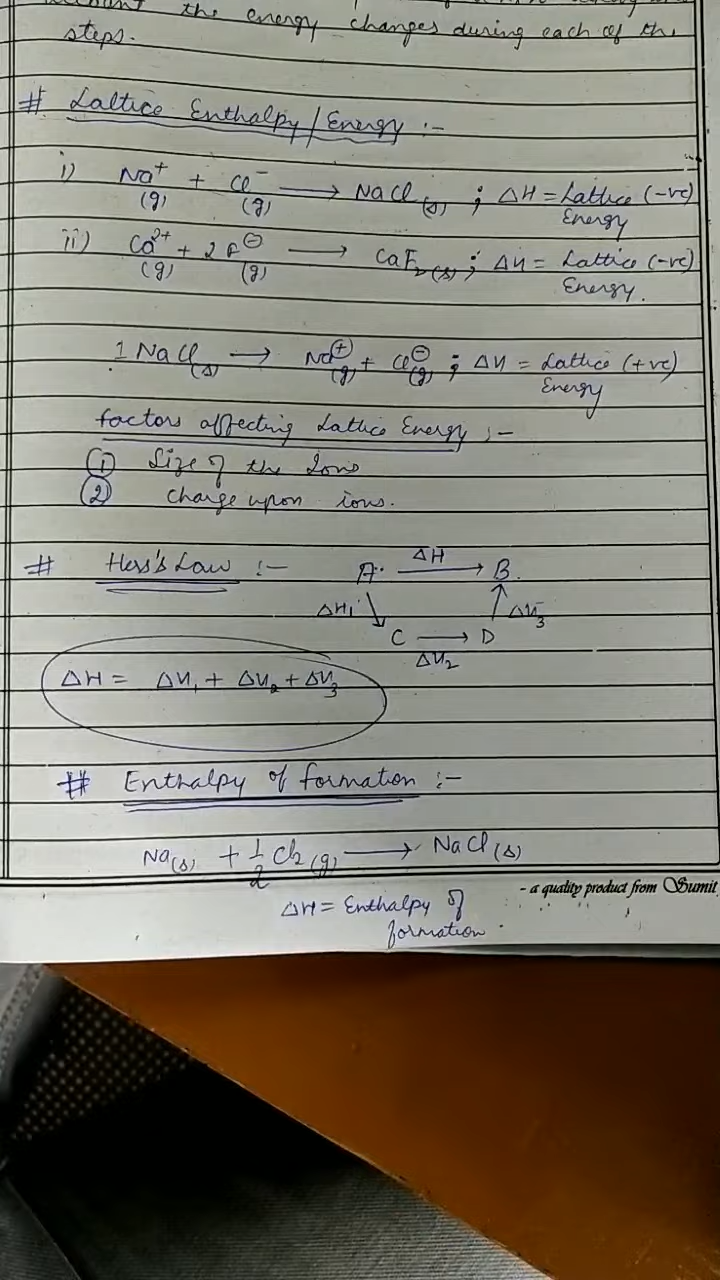 the energy changes during each of the
steps.
# Lattice Enthalpy / Energy :-
i) Na⁺(g) + Cl⁻(g) ⟶ NaCl(s) ; ΔH = Lattice (-ve) Energy
ii) Ca²⁺(g) + 2F⊖(g) ⟶ CaF₂(s) ; ΔH = Lattice (-ve) Energy.
1 NaCl(s) → Na⊕(g) + Cl⊖(g) ; ΔH = Lattice (+ve) Energy
factors affecting Lattice Energy :-
① Size of the Ions
② charge upon ions.
# Hess's Law :-
A ⟶ B
ΔH
ΔH₁
ΔH₃
C ⟶ D
ΔH₂
ΔH = ΔH₁ + ΔH₂ + ΔH₃
# Enthalpy of formation :-
Na(s) + 1/2 Cl₂(g) ⟶ NaCl(s)
- a quality product from Sumit
ΔH = Enthalpy of
formation.